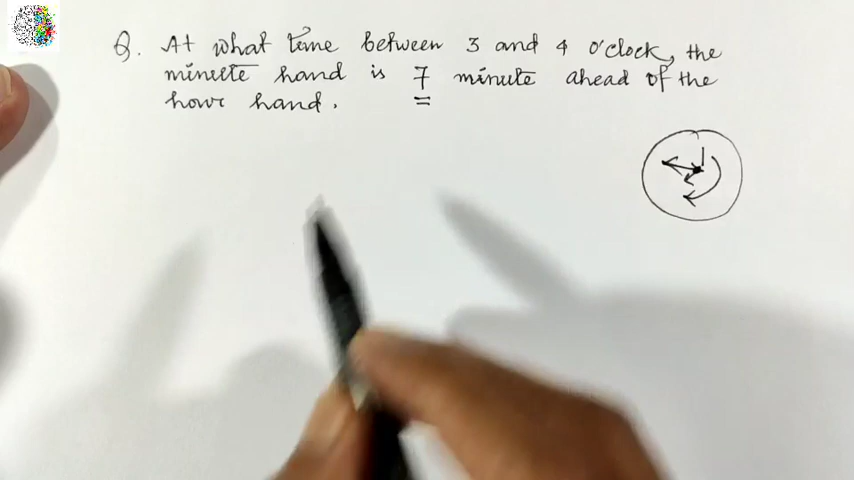 Q. At what time between 3 and 4 o'clock, the
minute hand is 7 minute ahead of the
hour hand.